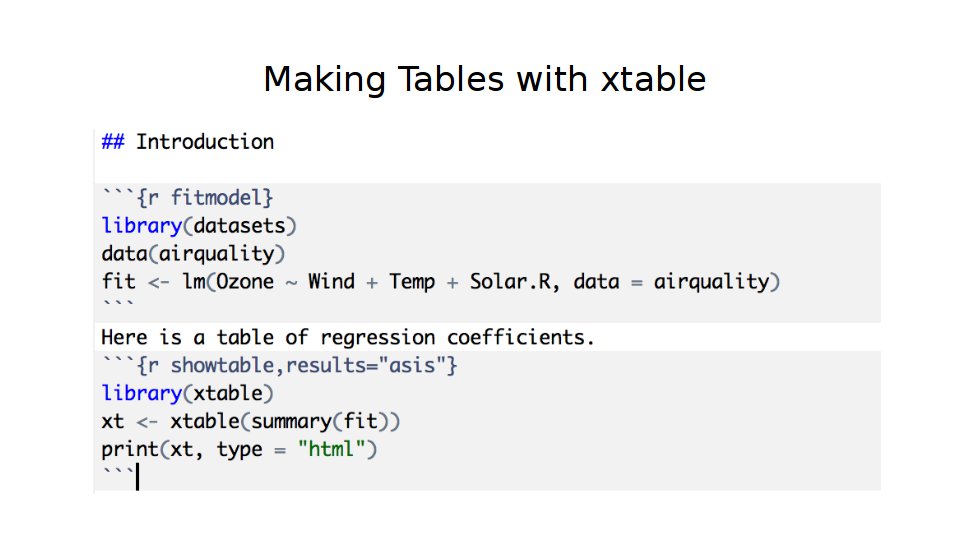 Making Tables with xtable
## Introduction
```{r fitmodel}
library(datasets)
data(airquality)
fit <- lm(Ozone ~ Wind + Temp + Solar.R, data = airquality)
```
Here is a table of regression coefficients.
```{r showtable,results="asis"}
library(xtable)
xt <- xtable(summary(fit))
print(xt, type = "html")
```